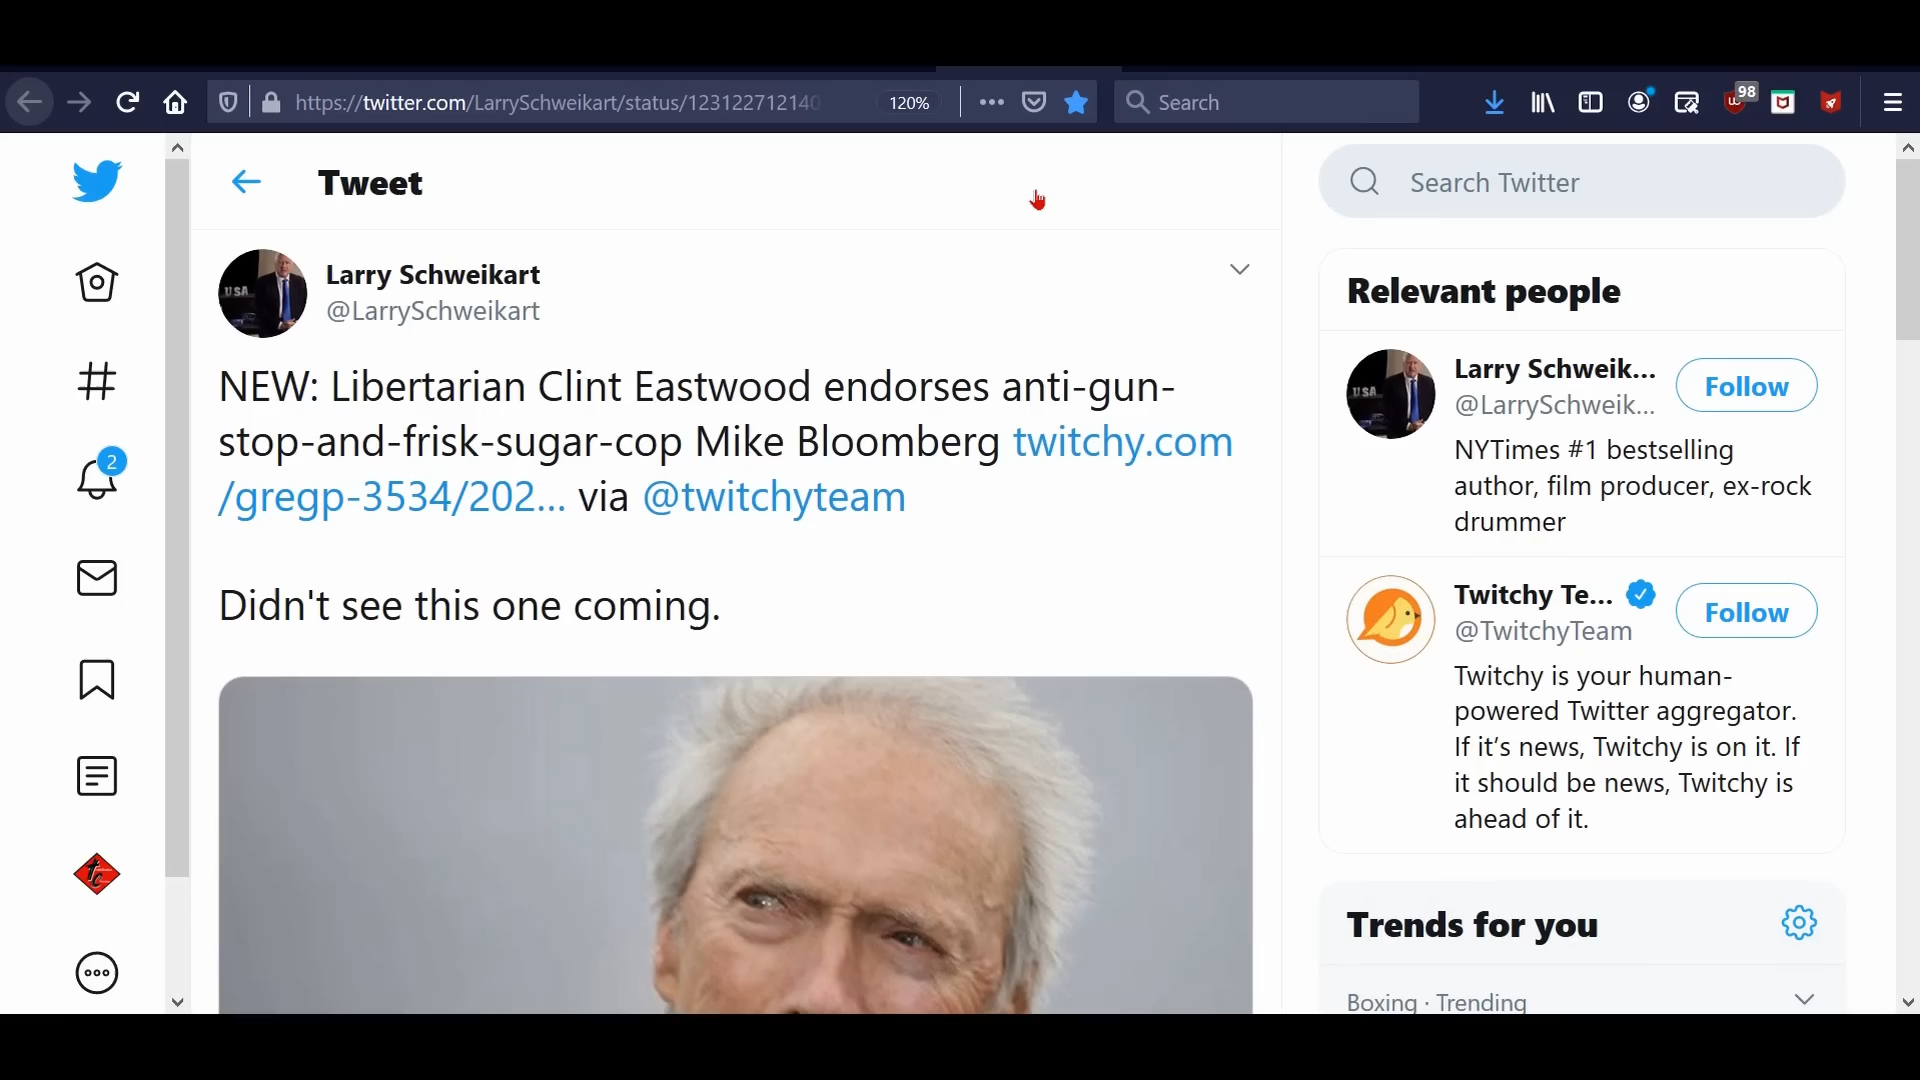 https://twitter.com/LarrySchweikart/status/123122712140
120%
Search
98
Tweet
Search Twitter
Larry Schweikart
@LarrySchweikart
NEW: Libertarian Clint Eastwood endorses anti-gun-
stop-and-frisk-sugar-cop Mike Bloomberg twitchy.com
/gregp-3534/202... via @twitchyteam
Didn't see this one coming.
2
USA
Relevant people
USA
Larry Schweik...
@LarrySchweik...
Follow
NYTimes #1 bestselling
author, film producer, ex-rock
drummer
Twitchy Te...
@TwitchyTeam
Follow
Twitchy is your human-
powered Twitter aggregator.
If it's news, Twitchy is on it. If
it should be news, Twitchy is
ahead of it.
Trends for you
Boxing · Trending